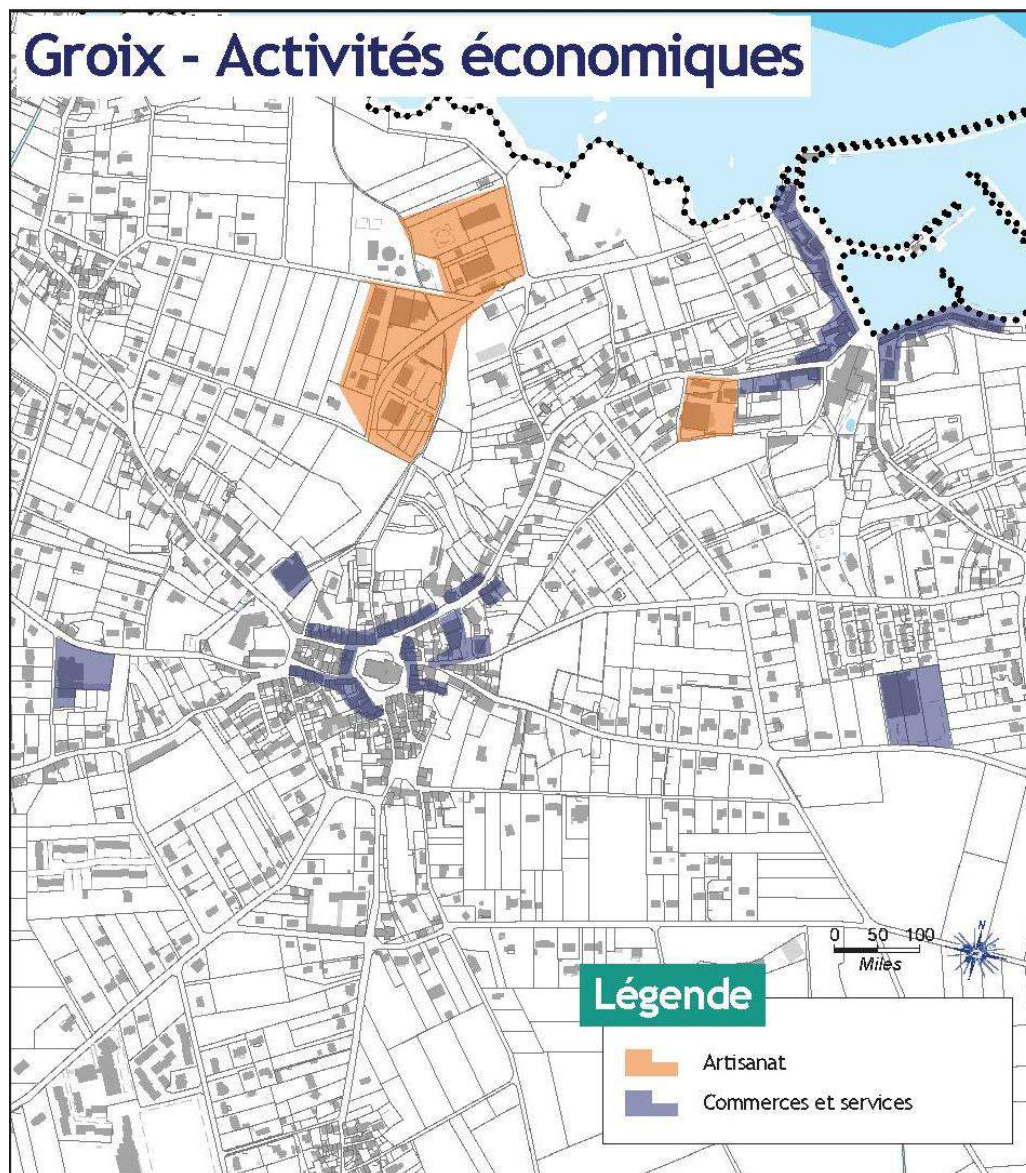 Groix - Activités économiques
0 50 100
Miles
N
Légende
Artisanat
Commerces et services